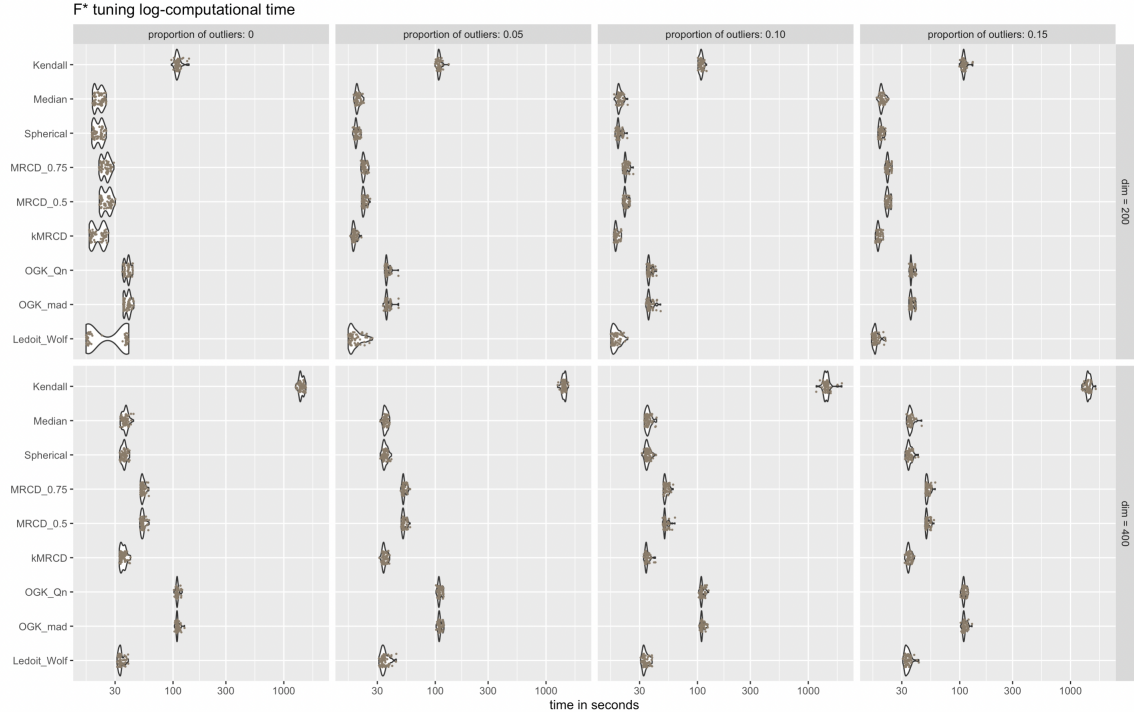 F* tuning log-computational time
proportion of outliers: 0
proportion of outliers: 0.05
proportion of outliers: 0.10
proportion of outliers: 0.15
Kendall
Median
Spherical
MRCD_0.75
MRCD_0.5
kMRCD
OGK_Qn
OGK_mad
Ledoit_Wolf
dim = 200
Kendall
Median
Spherical
MRCD_0.75
MRCD_0.5
kMRCD
OGK_Qn
OGK_mad
Ledoit_Wolf
dim = 400
30 100 300 1000
30 100 300 1000
30 100 300 1000
30 100 300 1000
time in seconds